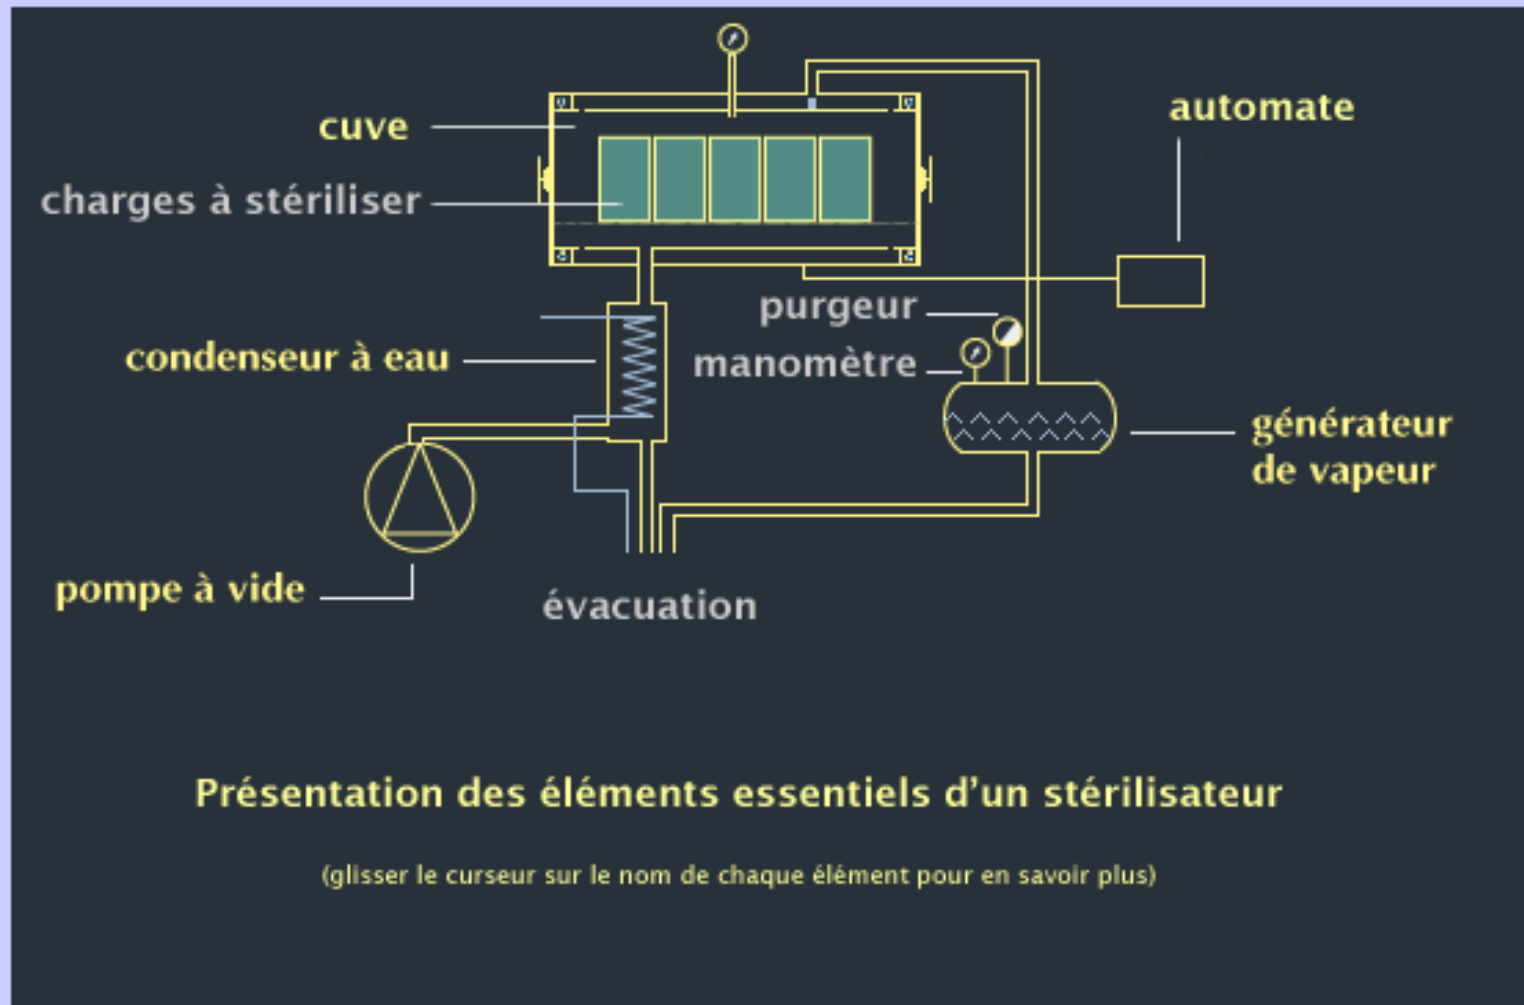 cuve
automate
charges à stériliser
purgeur
condenseur à eau
manomètre
générateur
de vapeur
pompe à vide
évacuation
Présentation des éléments essentiels d’un stérilisateur
(glisser le curseur sur le nom de chaque élément pour en savoir plus)